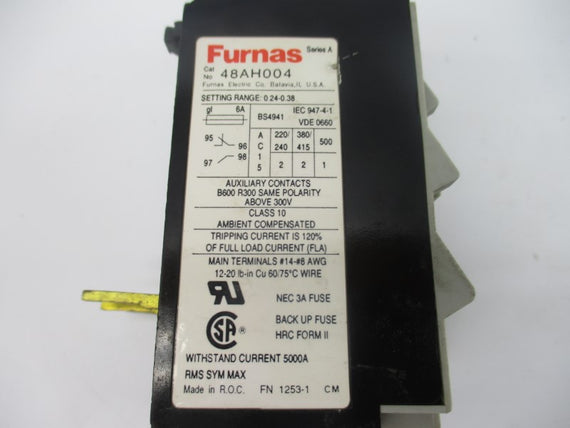 Furnas Series A
Cat No 48AH004
Furnas Electric Co. Batavia, IL U.S.A.
SETTING RANGE: 0.24-0.38
gl 6A
BS4941
IEC 947-4-1
VDE 0660
95 96
97 98
A C 1 5
220/240 380/415 500
2 2 1
AUXILIARY CONTACTS
B600 R300 SAME POLARITY
ABOVE 300V
CLASS 10
AMBIENT COMPENSATED
TRIPPING CURRENT IS 120%
OF FULL LOAD CURRENT (FLA)
MAIN TERMINALS #14-#8 AWG
12-20 lb-in Cu 60/75°C WIRE
UR
NEC 3A FUSE
SA ®
BACK UP FUSE
HRC FORM II
WITHSTAND CURRENT 5000A
RMS SYM MAX
Made in R.O.C. FN 1253-1 CM